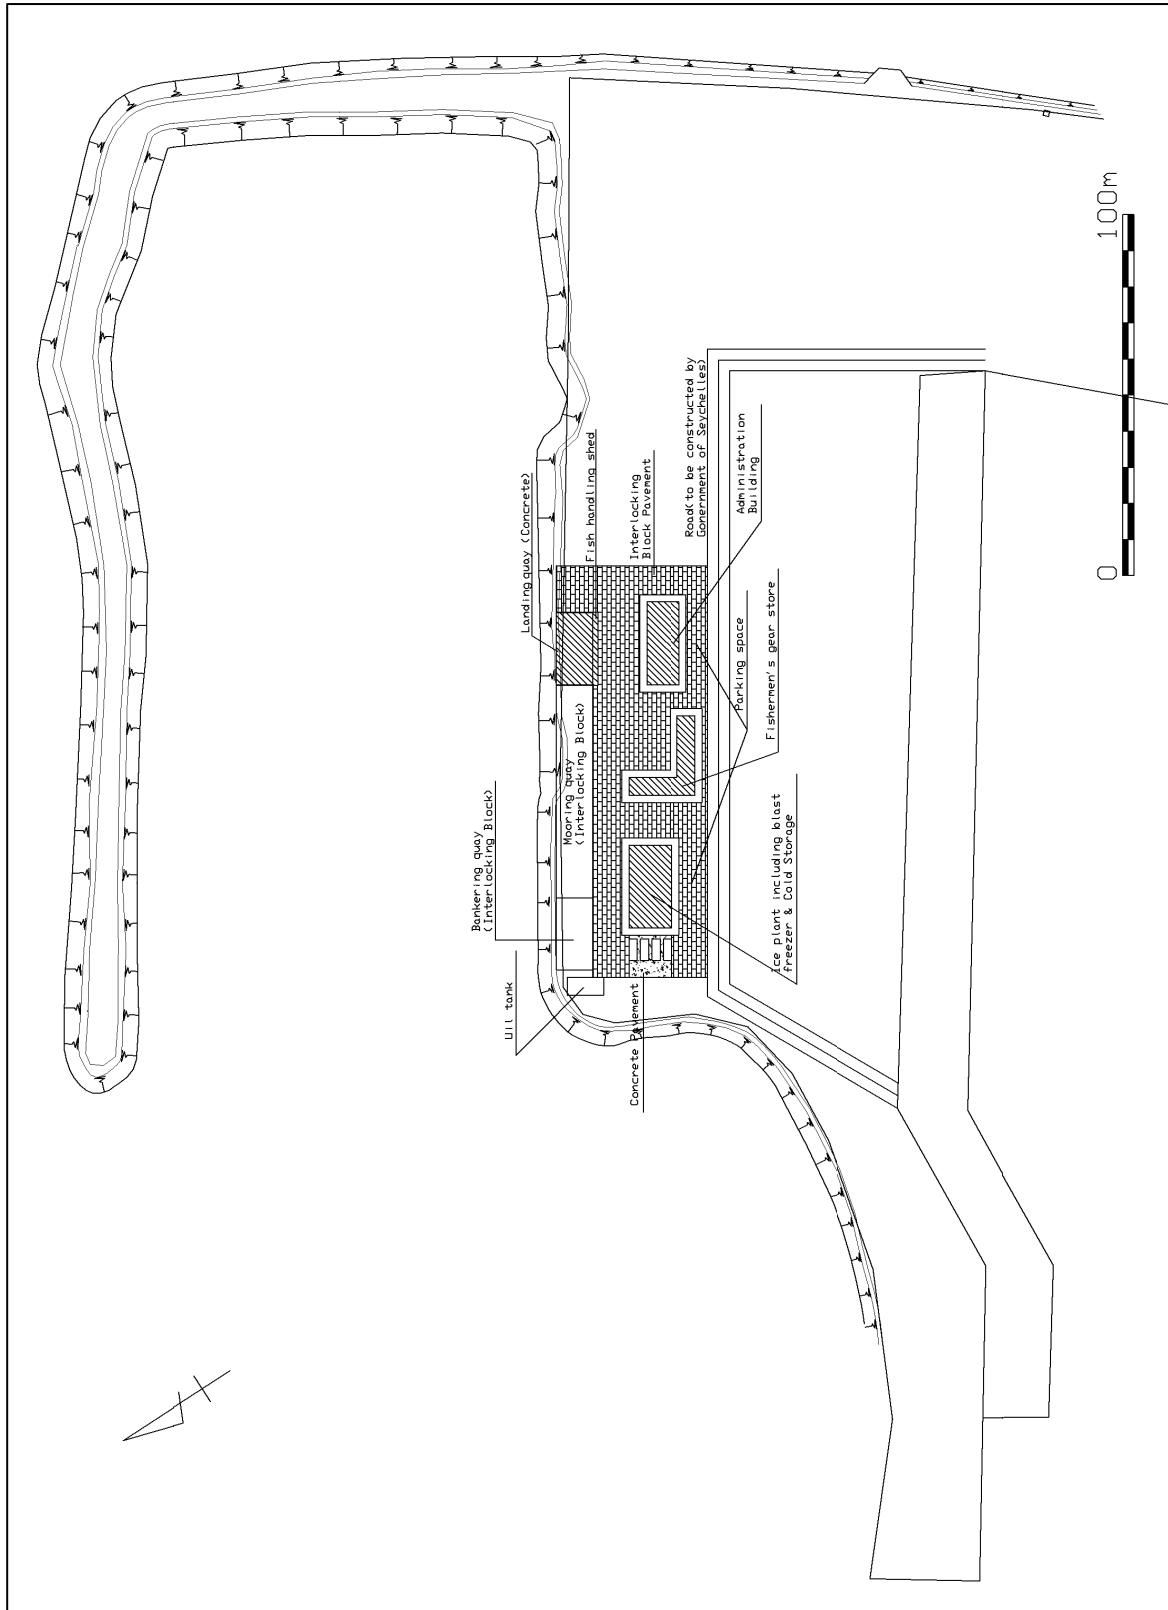 Landing quay (Concrete)
Fish handling shed
Interlocking
Block Pavement
Road(to be constructed by
Gonernment of Seychelles)
Administration
Building
100m
0
Bankering quay
(Interlocking Block)
Mooring quay
(Interlocking Block)
Parking space
Fishermen's gear store
Oil tank
Concrete Pavement
Ice plant including blast
freezer & Cold Storage